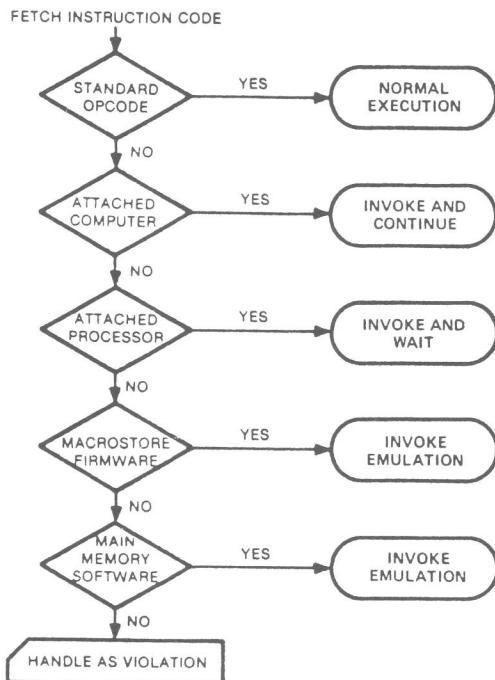 FETCH INSTRUCTION CODE
STANDARD
OPCODE
YES
NORMAL
EXECUTION
NO
ATTACHED
COMPUTER
YES
INVOKE AND
CONTINUE
NO
ATTACHED
PROCESSOR
YES
INVOKE AND
WAIT
NO
MACROSTORE
FIRMWARE
YES
INVOKE
EMULATION
NO
MAIN
MEMORY
SOFTWARE
YES
INVOKE
EMULATION
NO
HANDLE AS VIOLATION